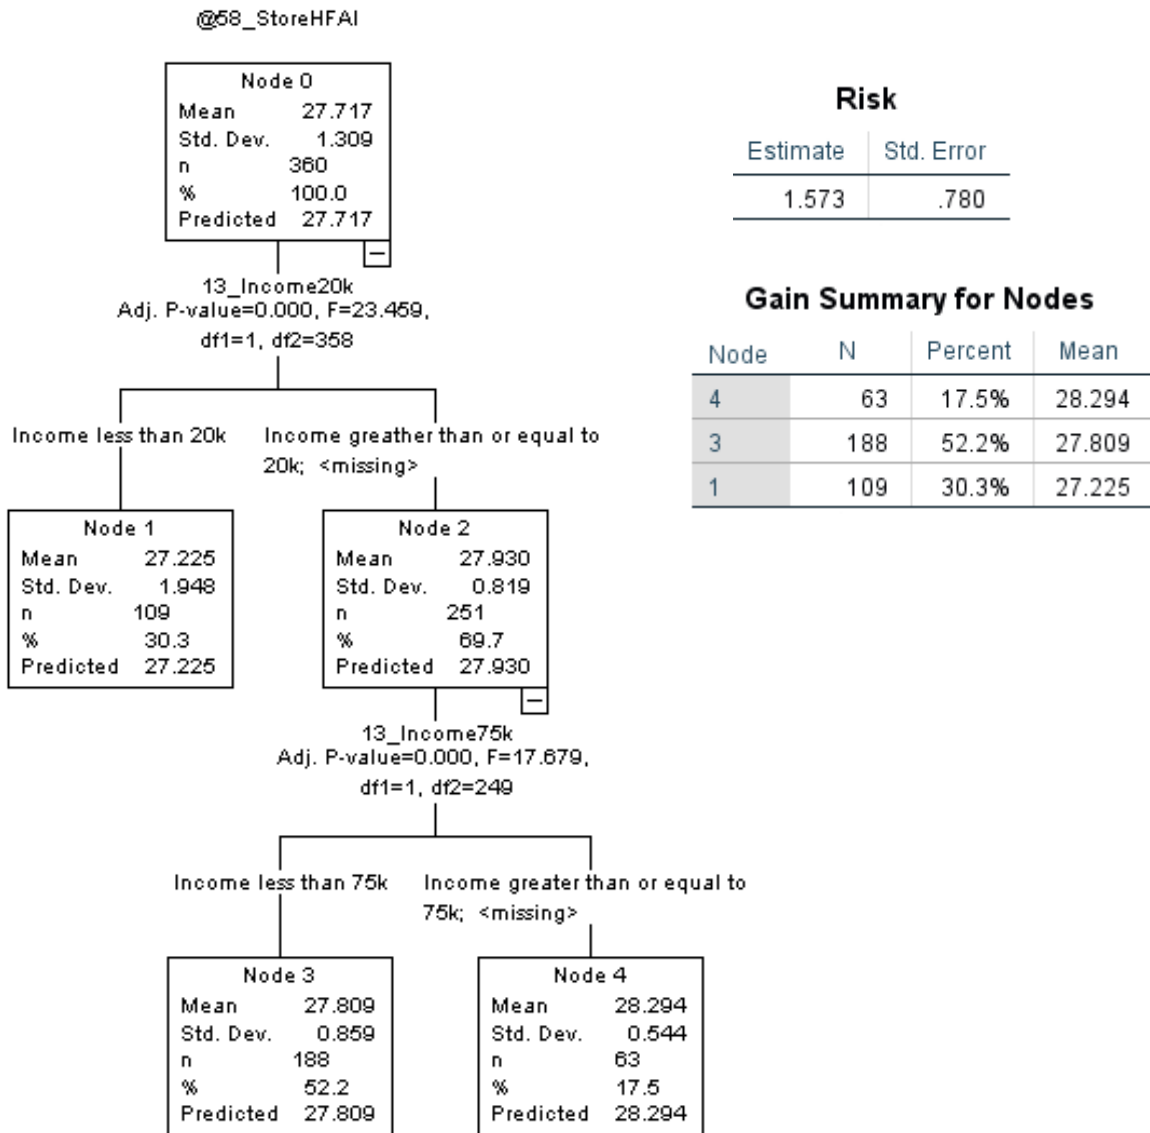 @58_StoreHFAI
Node 0
Mean 27.717
Std. Dev. 1.309
n 360
% 100.0
Predicted 27.717
13_Income20k
Adj. P-value=0.000, F=23.459,
df1=1, df2=358
Income less than 20k
Income greather than or equal to
20k; <missing>
Node 1
Mean 27.225
Std. Dev. 1.948
n 109
% 30.3
Predicted 27.225
Node 2
Mean 27.930
Std. Dev. 0.819
n 251
% 69.7
Predicted 27.930
13_Income75k
Adj. P-value=0.000, F=17.679,
df1=1, df2=249
Income less than 75k
Income greater than or equal to
75k; <missing>
Node 3
Mean 27.809
Std. Dev. 0.859
n 188
% 52.2
Predicted 27.809
Node 4
Mean 28.294
Std. Dev. 0.544
n 63
% 17.5
Predicted 28.294
Risk
Estimate Std. Error
1.573 .780
Gain Summary for Nodes
Node N Percent Mean
4 63 17.5% 28.294
3 188 52.2% 27.809
1 109 30.3% 27.225